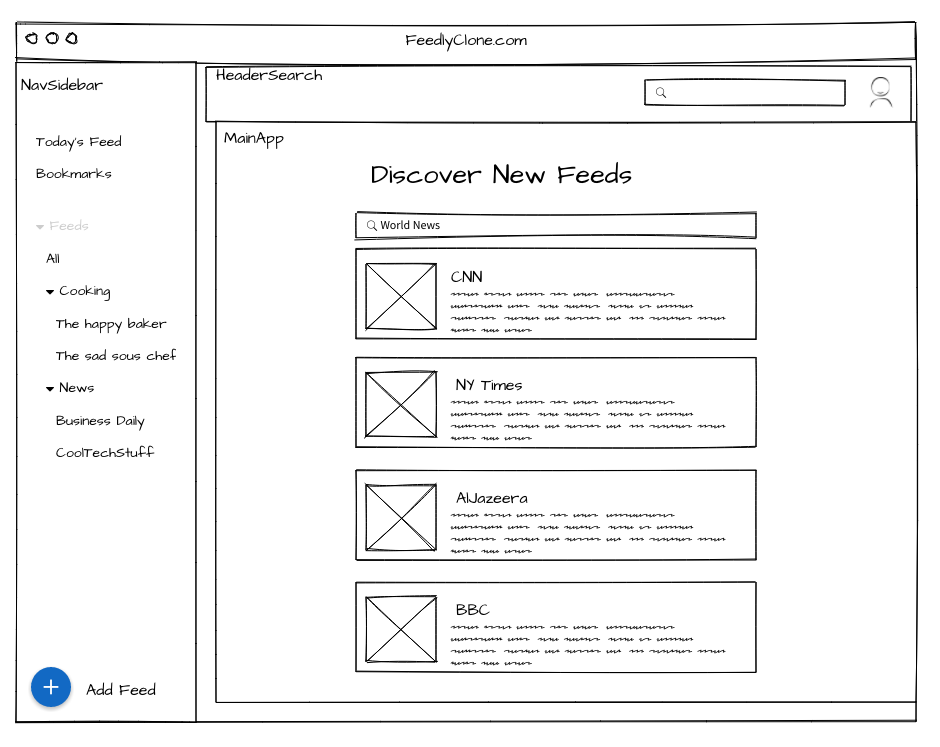 FeedlyClone.com
NavSidebar
Today's Feed
Bookmarks
Feeds
All
Cooking
The happy baker
The sad sous chef
News
Business Daily
CoolTechStuff
Add Feed
HeaderSearch
MainApp
Discover New Feeds
World News
CNN
NY Times
AlJazeera
BBC